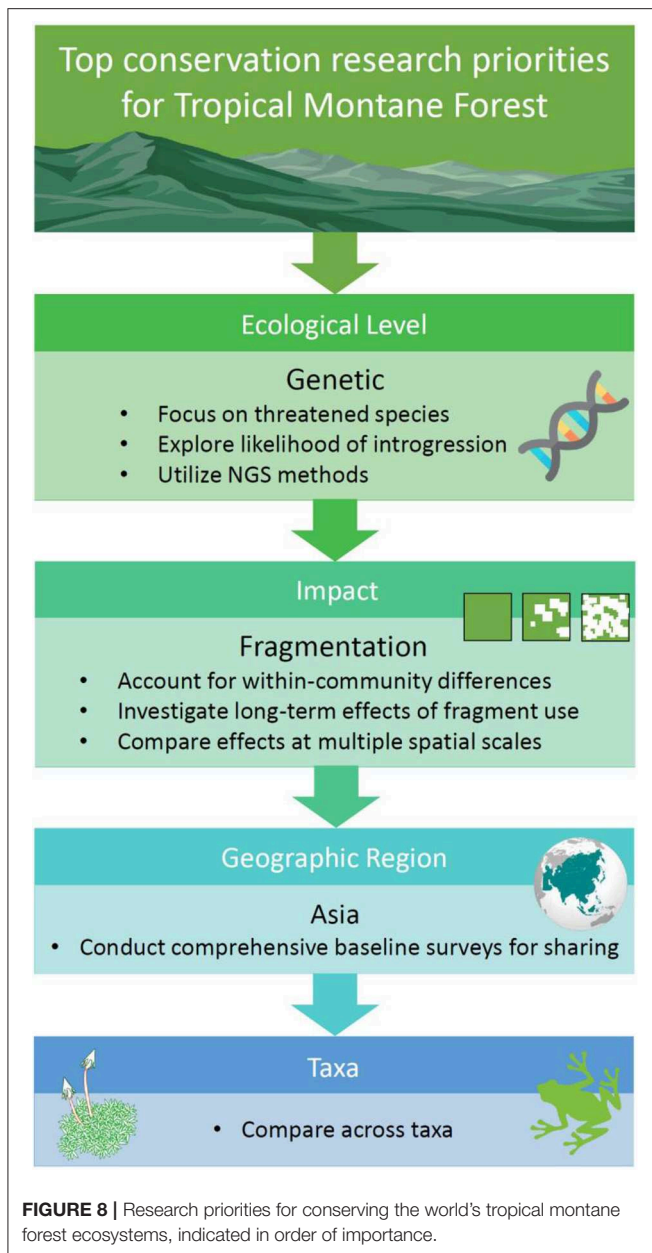 Top conservation research priorities
for Tropical Montane Forest
Ecological Level
Genetic
• Focus on threatened species
• Explore likelihood of introgression
• Utilize NGS methods
Impact
Fragmentation
• Account for within-community differences
• Investigate long-term effects of fragment use
• Compare effects at multiple spatial scales
Geographic Region
Asia
• Conduct comprehensive baseline surveys for sharing
Taxa
• Compare across taxa
FIGURE 8 | Research priorities for conserving the world's tropical montane
forest ecosystems, indicated in order of importance.